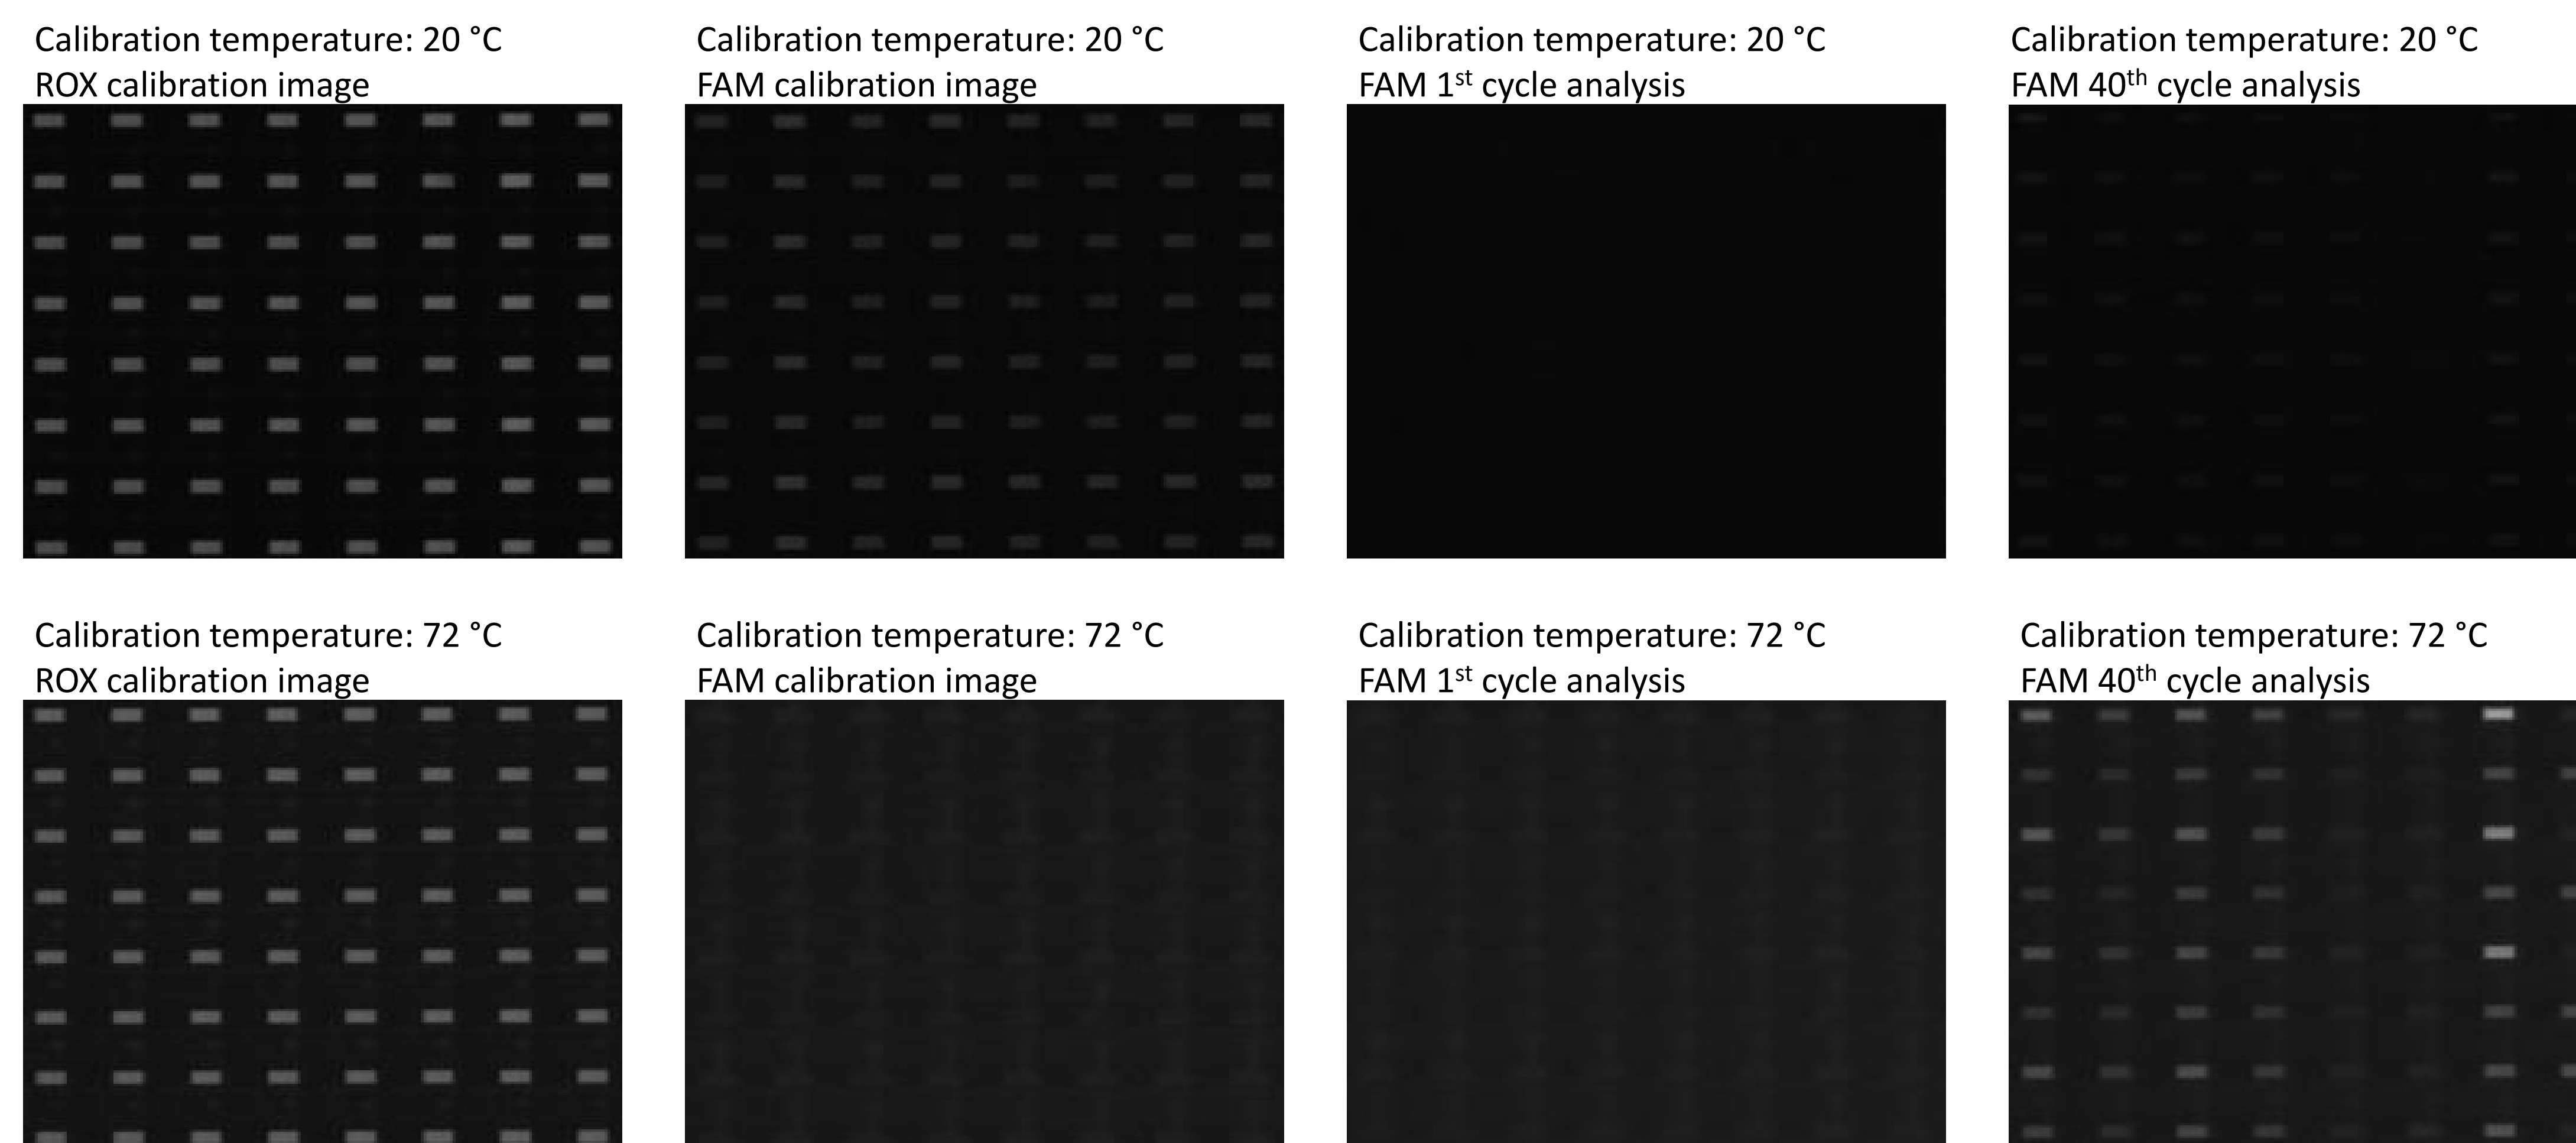 Calibration temperature: 20 °C
ROX calibration image
Calibration temperature: 20 °C
FAM calibration image
Calibration temperature: 20 °C
FAM 1st cycle analysis
Calibration temperature: 20 °C
FAM 40th cycle analysis
Calibration temperature: 72 °C
ROX calibration image
Calibration temperature: 72 °C
FAM calibration image
Calibration temperature: 72 °C
FAM 1st cycle analysis
Calibration temperature: 72 °C
FAM 40th cycle analysis